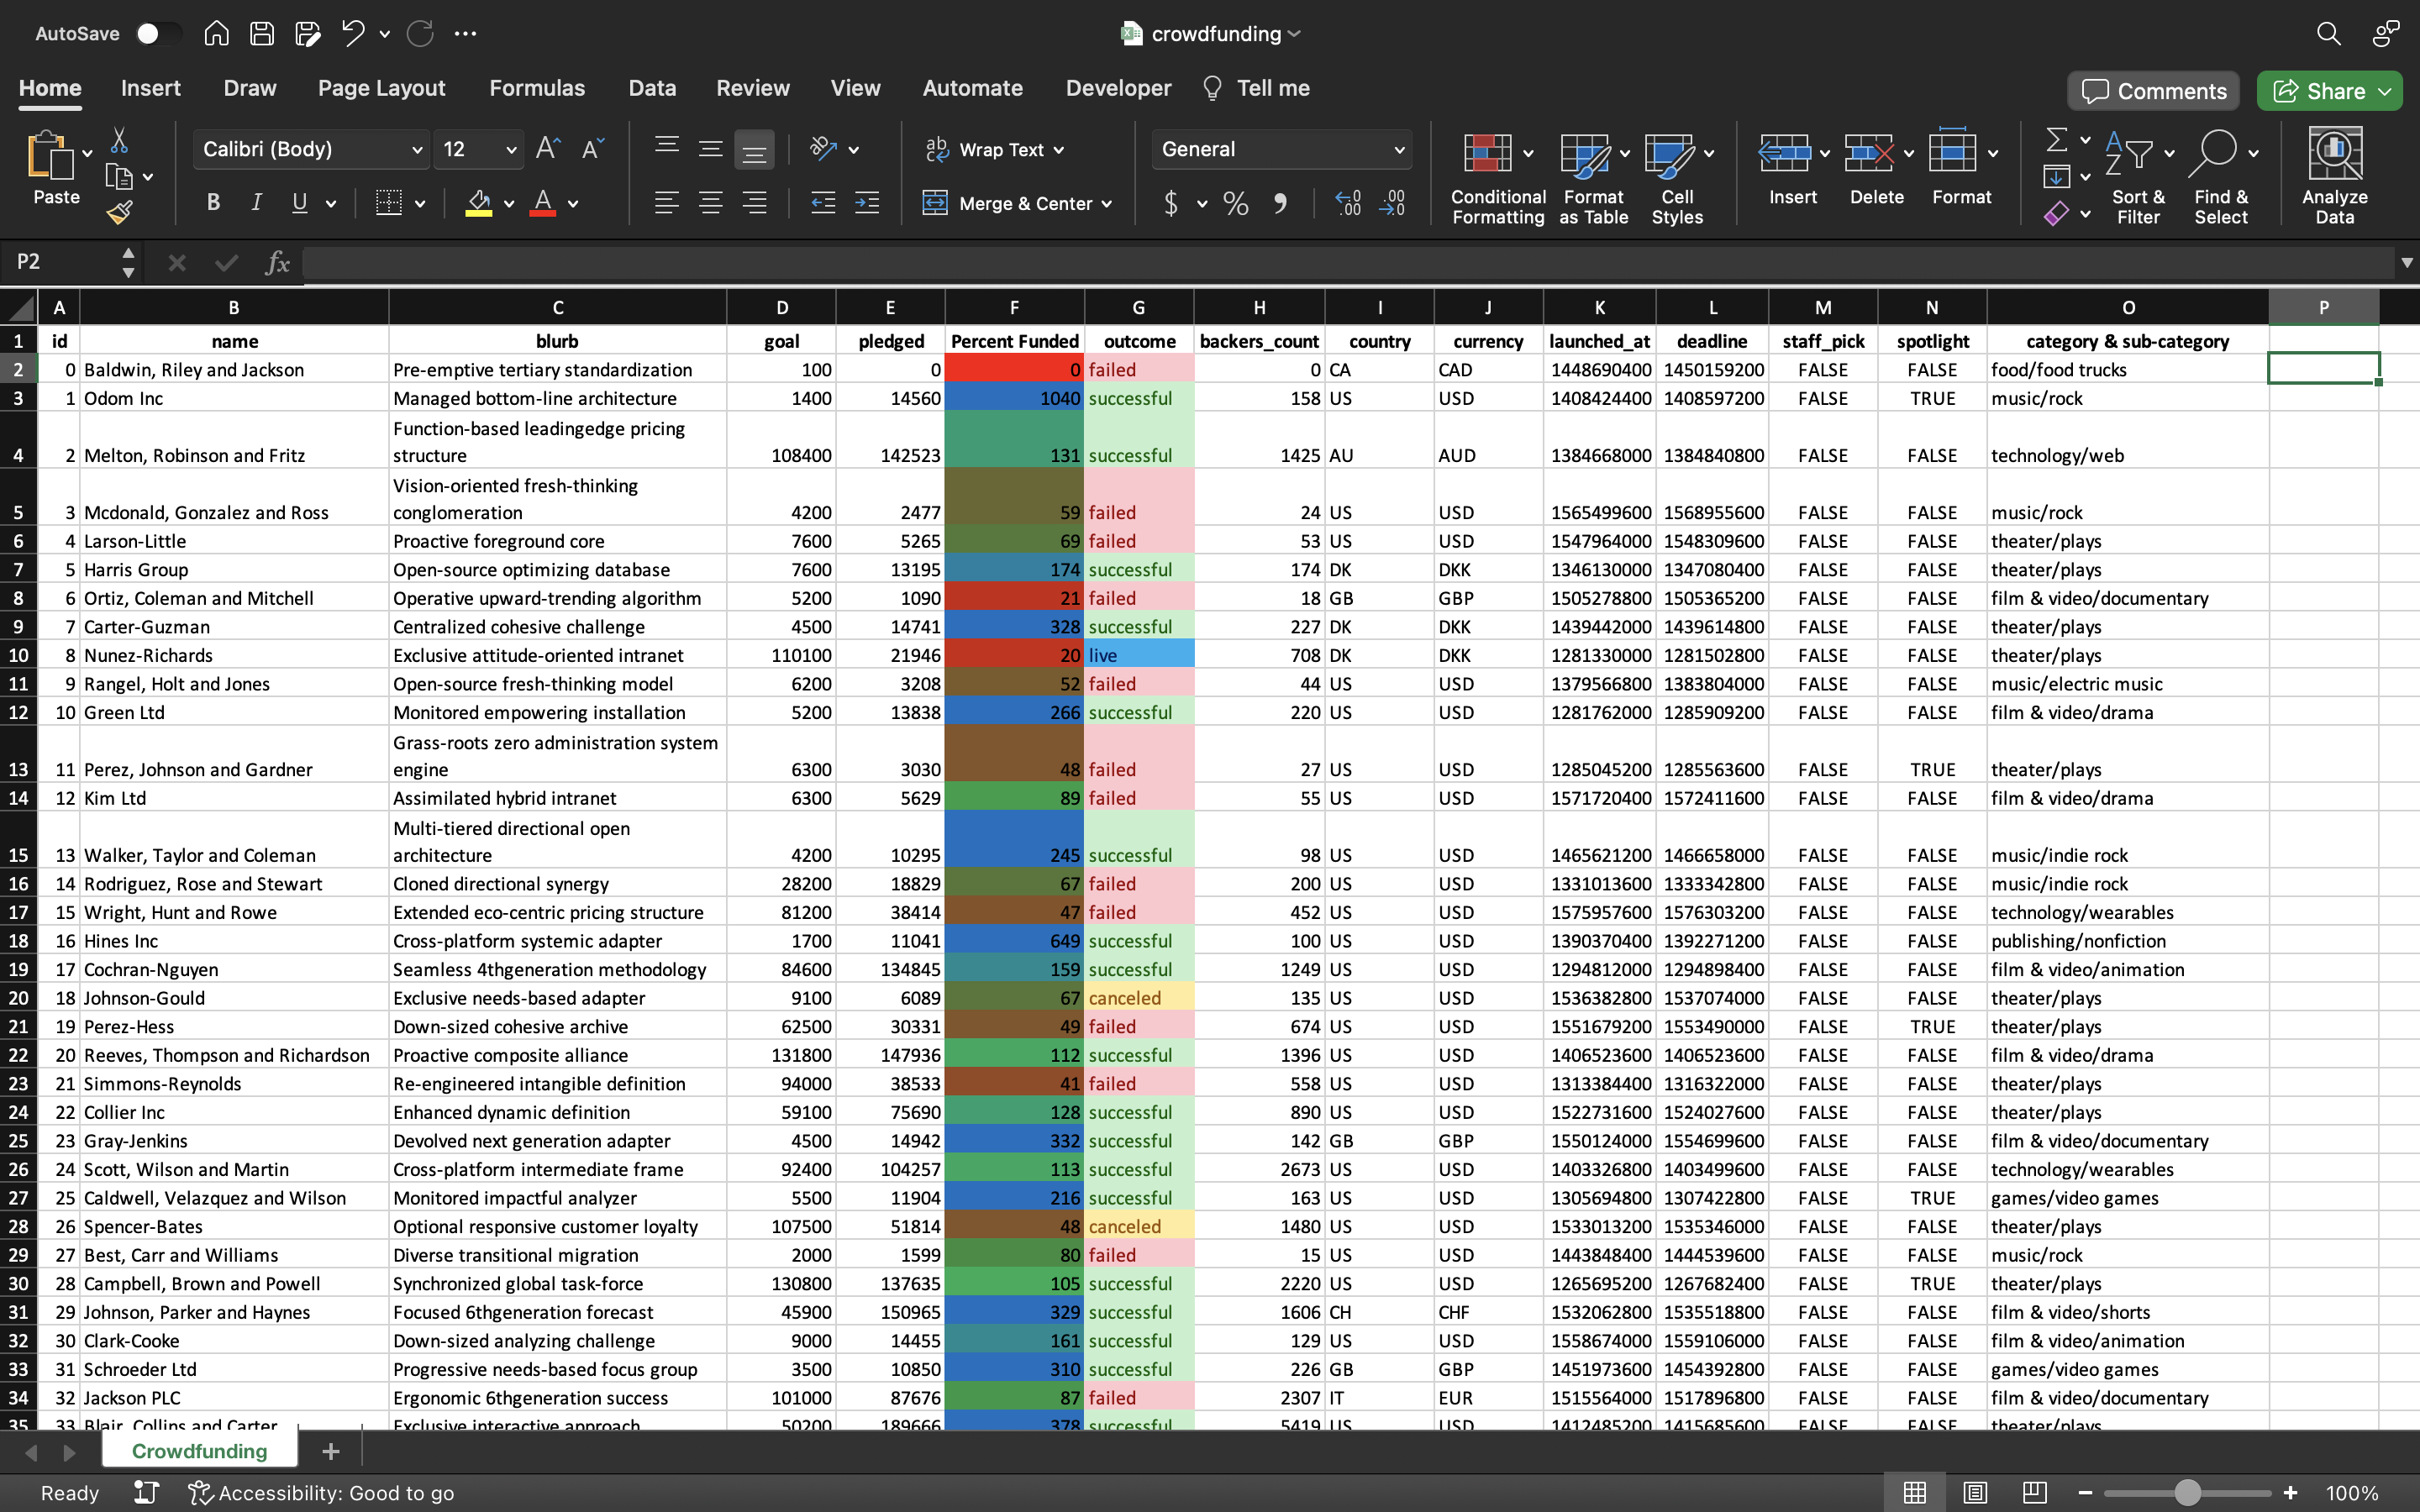 AutoSave
crowdfunding
Home Insert Draw Page Layout Formulas Data Review View Automate Developer Tell me Comments Share
Paste Calibri (Body) 12 A A B I U A ab c Wrap Text Merge & Center General $ % 9 .00 .00 Conditional Formatting Format as Table Cell Styles Insert Delete Format A Z Sort & Filter Find & Select Analyze Data
P2 fx
A B C D E F G H I J K L M N O P
1 id name blurb goal pledged Percent Funded outcome backers_count country currency launched_at deadline staff_pick spotlight category & sub-category
2 0 Baldwin, Riley and Jackson Pre-emptive tertiary standardization 100 0 0 failed 0 CA CAD 1448690400 1450159200 FALSE FALSE food/food trucks
3 1 Odom Inc Managed bottom-line architecture 1400 14560 1040 successful 158 US USD 1408424400 1408597200 FALSE TRUE music/rock
4 2 Melton, Robinson and Fritz Function-based leadingedge pricing structure 108400 142523 131 successful 1425 AU AUD 1384668000 1384840800 FALSE FALSE technology/web
5 3 Mcdonald, Gonzalez and Ross Vision-oriented fresh-thinking conglomeration 4200 2477 59 failed 24 US USD 1565499600 1568955600 FALSE FALSE music/rock
6 4 Larson-Little Proactive foreground core 7600 5265 69 failed 53 US USD 1547964000 1548309600 FALSE FALSE theater/plays
7 5 Harris Group Open-source optimizing database 7600 13195 174 successful 174 DK DKK 1346130000 1347080400 FALSE FALSE theater/plays
8 6 Ortiz, Coleman and Mitchell Operative upward-trending algorithm 5200 1090 21 failed 18 GB GBP 1505278800 1505365200 FALSE FALSE film & video/documentary
9 7 Carter-Guzman Centralized cohesive challenge 4500 14741 328 successful 227 DK DKK 1439442000 1439614800 FALSE FALSE theater/plays
10 8 Nunez-Richards Exclusive attitude-oriented intranet 110100 21946 20 live 708 DK DKK 1281330000 1281502800 FALSE FALSE theater/plays
11 9 Rangel, Holt and Jones Open-source fresh-thinking model 6200 3208 52 failed 44 US USD 1379566800 1383804000 FALSE FALSE music/electric music
12 10 Green Ltd Monitored empowering installation 5200 13838 266 successful 220 US USD 1281762000 1285909200 FALSE FALSE film & video/drama
13 11 Perez, Johnson and Gardner Grass-roots zero administration system engine 6300 3030 48 failed 27 US USD 1285045200 1285563600 FALSE TRUE theater/plays
14 12 Kim Ltd Assimilated hybrid intranet 6300 5629 89 failed 55 US USD 1571720400 1572411600 FALSE FALSE film & video/drama
15 13 Walker, Taylor and Coleman Multi-tiered directional open architecture 4200 10295 245 successful 98 US USD 1465621200 1466658000 FALSE FALSE music/indie rock
16 14 Rodriguez, Rose and Stewart Cloned directional synergy 28200 18829 67 failed 200 US USD 1331013600 1333342800 FALSE FALSE music/indie rock
17 15 Wright, Hunt and Rowe Extended eco-centric pricing structure 81200 38414 47 failed 452 US USD 1575957600 1576303200 FALSE FALSE technology/wearables
18 16 Hines Inc Cross-platform systemic adapter 1700 11041 649 successful 100 US USD 1390370400 1392271200 FALSE FALSE publishing/nonfiction
19 17 Cochran-Nguyen Seamless 4thgeneration methodology 84600 134845 159 successful 1249 US USD 1294812000 1294898400 FALSE FALSE film & video/animation
20 18 Johnson-Gould Exclusive needs-based adapter 9100 6089 67 canceled 135 US USD 1536382800 1537074000 FALSE FALSE theater/plays
21 19 Perez-Hess Down-sized cohesive archive 62500 30331 49 failed 674 US USD 1551679200 1553490000 FALSE TRUE theater/plays
22 20 Reeves, Thompson and Richardson Proactive composite alliance 131800 147936 112 successful 1396 US USD 1406523600 1406523600 FALSE FALSE film & video/drama
23 21 Simmons-Reynolds Re-engineered intangible definition 94000 38533 41 failed 558 US USD 1313384400 1316322000 FALSE FALSE theater/plays
24 22 Collier Inc Enhanced dynamic definition 59100 75690 128 successful 890 US USD 1522731600 1524027600 FALSE FALSE theater/plays
25 23 Gray-Jenkins Devolved next generation adapter 4500 14942 332 successful 142 GB GBP 1550124000 1554699600 FALSE FALSE film & video/documentary
26 24 Scott, Wilson and Martin Cross-platform intermediate frame 92400 104257 113 successful 2673 US USD 1403326800 1403499600 FALSE FALSE technology/wearables
27 25 Caldwell, Velazquez and Wilson Monitored impactful analyzer 5500 11904 216 successful 163 US USD 1305694800 1307422800 FALSE TRUE games/video games
28 26 Spencer-Bates Optional responsive customer loyalty 107500 51814 48 canceled 1480 US USD 1533013200 1535346000 FALSE FALSE theater/plays
29 27 Best, Carr and Williams Diverse transitional migration 2000 1599 80 failed 15 US USD 1443848400 1444539600 FALSE FALSE music/rock
30 28 Campbell, Brown and Powell Synchronized global task-force 130800 137635 105 successful 2220 US USD 1265695200 1267682400 FALSE TRUE theater/plays
31 29 Johnson, Parker and Haynes Focused 6thgeneration forecast 45900 150965 329 successful 1606 CH CHF 1532062800 1535518800 FALSE FALSE film & video/shorts
32 30 Clark-Cooke Down-sized analyzing challenge 9000 14455 161 successful 129 US USD 1558674000 1559106000 FALSE FALSE film & video/animation
33 31 Schroeder Ltd Progressive needs-based focus group 3500 10850 310 successful 226 GB GBP 1451973600 1454392800 FALSE FALSE games/video games
34 32 Jackson PLC Ergonomic 6thgeneration success 101000 87676 87 failed 2307 IT EUR 1515564000 1517896800 FALSE FALSE film & video/documentary
35 33 Blair, Collins and Carter Exclusive interactive approach 50200 189666 378 successful 5419 US USD 1412485200 1415685600 FALSE FALSE theater/plays
Crowdfunding
Ready Accessibility: Good to go 100%